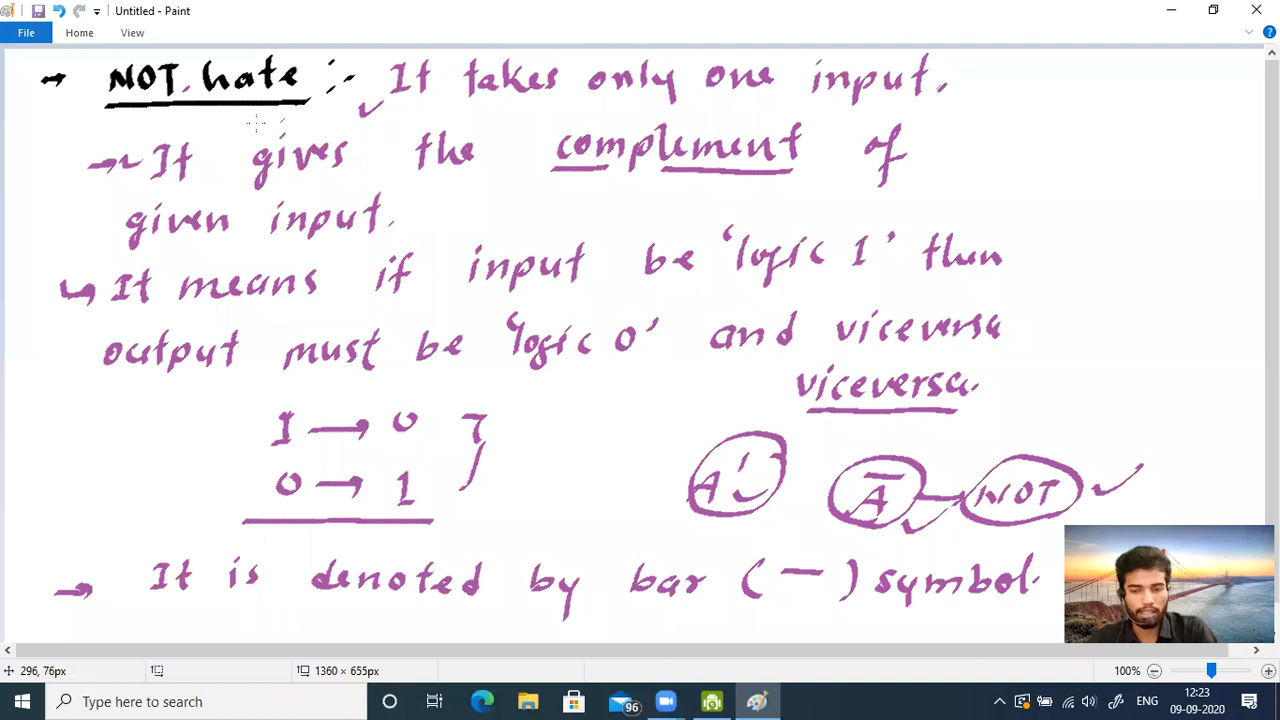 Untitled - Paint
File Home View
→ NOT. hate :- It takes only one input.
→ It gives the complement of
given input.
↳ It means if input be 'logic 1' then
output must be 'logic 0' and viceversa
viceversa.
1 → 0
0 → 1
A' Ā NOT
→ It is denoted by bar (—) symbol.
296, 76px 1360 × 655px 100%
Type here to search 96 ENG 12:23
09-09-2020